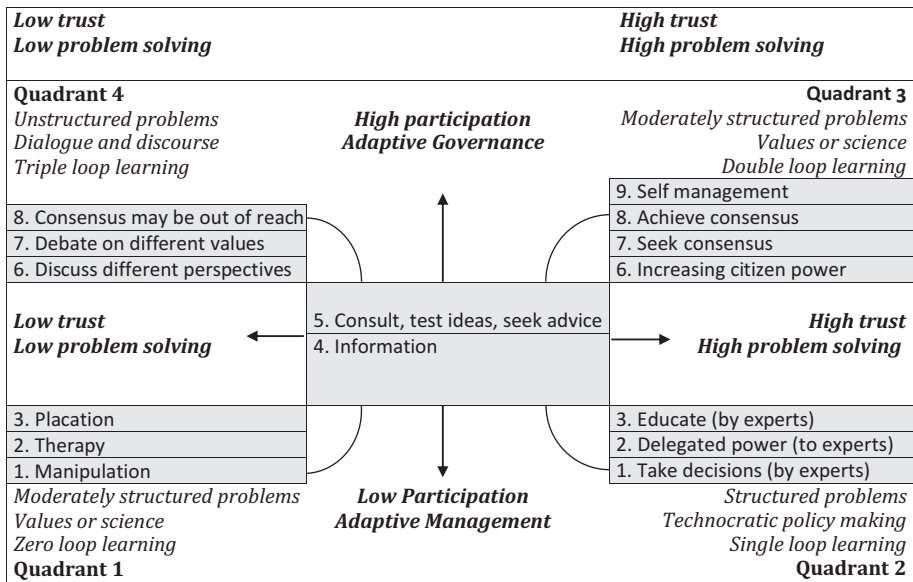 Low trust
Low problem solving
High trust
High problem solving
Quadrant 4
Unstructured problems
Dialogue and discourse
Triple loop learning
High participation
Adaptive Governance
Quadrant 3
Moderately structured problems
Values or science
Double loop learning
8. Consensus may be out of reach
7. Debate on different values
6. Discuss different perspectives
9. Self management
8. Achieve consensus
7. Seek consensus
6. Increasing citizen power
Low trust
Low problem solving
5. Consult, test ideas, seek advice
4. Information
High trust
High problem solving
3. Placation
2. Therapy
1. Manipulation
Moderately structured problems
Values or science
Zero loop learning
Quadrant 1
Low Participation
Adaptive Management
3. Educate (by experts)
2. Delegated power (to experts)
1. Take decisions (by experts)
Structured problems
Technocratic policy making
Single loop learning
Quadrant 2